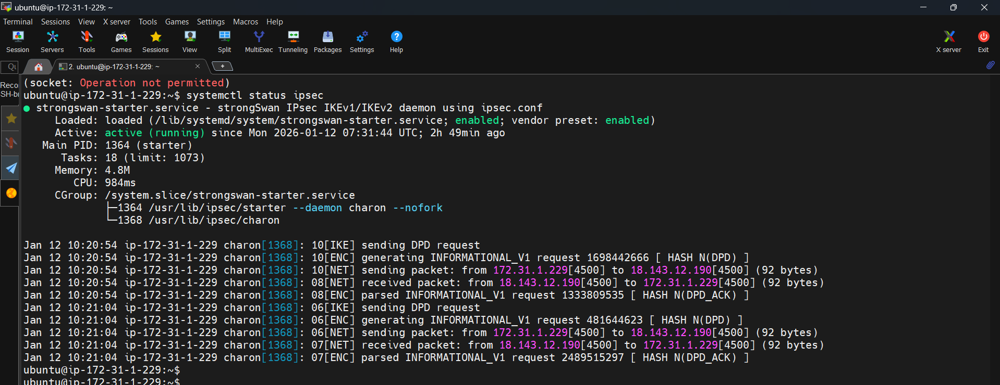 ubuntu@ip-172-31-1-229: ~
Terminal Sessions View X server Tools Games Settings Macros Help
Session Servers Tools Games Sessions View Split MultiExec Tunneling Packages Settings Help X server Exit
2. ubuntu@ip-172-31-1-229: ~
(socket: Operation not permitted)
ubuntu@ip-172-31-1-229:~$ systemctl status ipsec
● strongswan-starter.service - strongSwan IPsec IKEv1/IKEv2 daemon using ipsec.conf
Loaded: loaded (/lib/systemd/system/strongswan-starter.service; enabled; vendor preset: enabled)
Active: active (running) since Mon 2026-01-12 07:31:44 UTC; 2h 49min ago
Main PID: 1364 (starter)
Tasks: 18 (limit: 1073)
Memory: 4.8M
CPU: 984ms
CGroup: /system.slice/strongswan-starter.service
├─1364 /usr/lib/ipsec/starter --daemon charon --nofork
└─1368 /usr/lib/ipsec/charon
Jan 12 10:20:54 ip-172-31-1-229 charon[1368]: 10[IKE] sending DPD request
Jan 12 10:20:54 ip-172-31-1-229 charon[1368]: 10[ENC] generating INFORMATIONAL_V1 request 1698442666 [ HASH N(DPD) ]
Jan 12 10:20:54 ip-172-31-1-229 charon[1368]: 10[NET] sending packet: from 172.31.1.229[4500] to 18.143.12.190[4500] (92 bytes)
Jan 12 10:20:54 ip-172-31-1-229 charon[1368]: 08[NET] received packet: from 18.143.12.190[4500] to 172.31.1.229[4500] (92 bytes)
Jan 12 10:20:54 ip-172-31-1-229 charon[1368]: 08[ENC] parsed INFORMATIONAL_V1 request 1333809535 [ HASH N(DPD_ACK) ]
Jan 12 10:21:04 ip-172-31-1-229 charon[1368]: 06[IKE] sending DPD request
Jan 12 10:21:04 ip-172-31-1-229 charon[1368]: 06[ENC] generating INFORMATIONAL_V1 request 481644623 [ HASH N(DPD) ]
Jan 12 10:21:04 ip-172-31-1-229 charon[1368]: 06[NET] sending packet: from 172.31.1.229[4500] to 18.143.12.190[4500] (92 bytes)
Jan 12 10:21:04 ip-172-31-1-229 charon[1368]: 07[NET] received packet: from 18.143.12.190[4500] to 172.31.1.229[4500] (92 bytes)
Jan 12 10:21:04 ip-172-31-1-229 charon[1368]: 07[ENC] parsed INFORMATIONAL_V1 request 2489515297 [ HASH N(DPD_ACK) ]
ubuntu@ip-172-31-1-229:~$
ubuntu@ip-172-31-1-229:~$